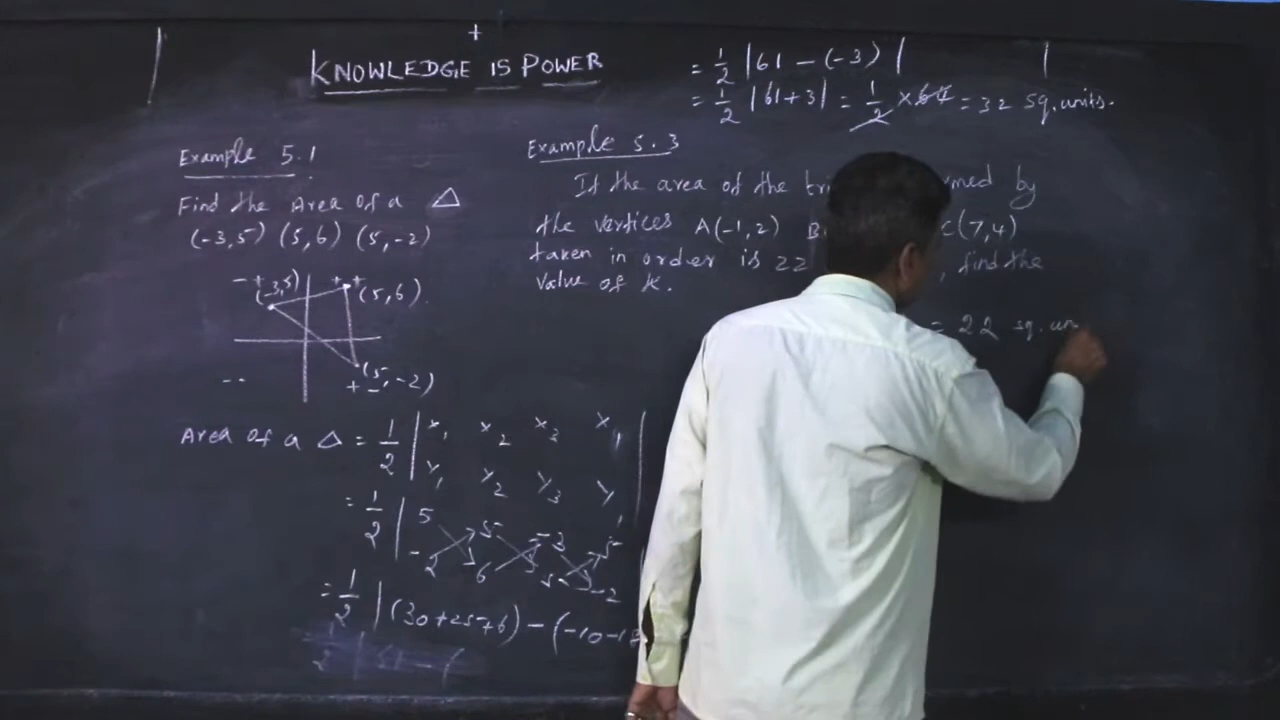 KNOWLEDGE IS POWER
= 1/2 |61 - (-3)|
= 1/2 |61+3| = 1/2 × 64 = 32 sq. units.
Example 5.1
Find the Area of a △
(-3,5) (5,6) (5,-2)
- +
(-3,5)
+ +
(5,6)
- -
+ -
(5,-2)
Area of a △ = 1/2 | x1 x2 x3 x1 |
y1 y2 y3 y1
= 1/2 | 5 5 -3 5
-2 6 5 -2
= 1/2 |(30+25+6) - (-10-18
Example 5.3
If the area of the tri rmed by
the vertices A(-1,2) B C(7,4)
taken in order is 22 , find the
value of k.
= 22 sq. un